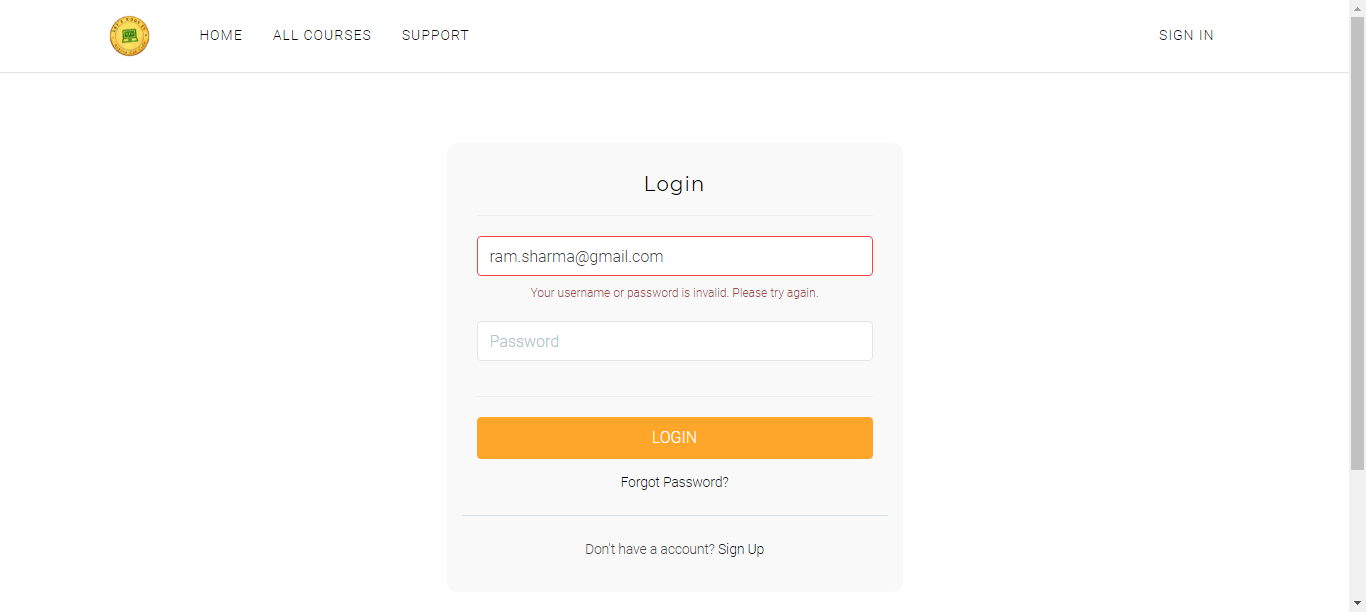 HOME ALL COURSES SUPPORT SIGN IN
Login
ram.sharma@gmail.com
Your username or password is invalid. Please try again.
Password
LOGIN
Forgot Password?
Don't have a account? Sign Up